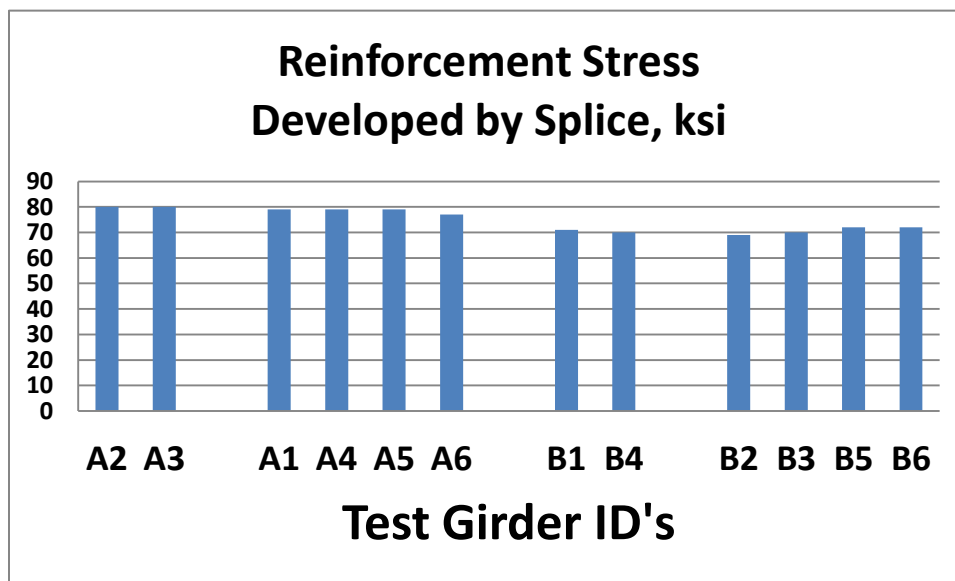 Reinforcement Stress
Developed by Splice, ksi
90
80
70
60
50
40
30
20
10
0
A2 A3 A1 A4 A5 A6 B1 B4 B2 B3 B5 B6
Test Girder ID's